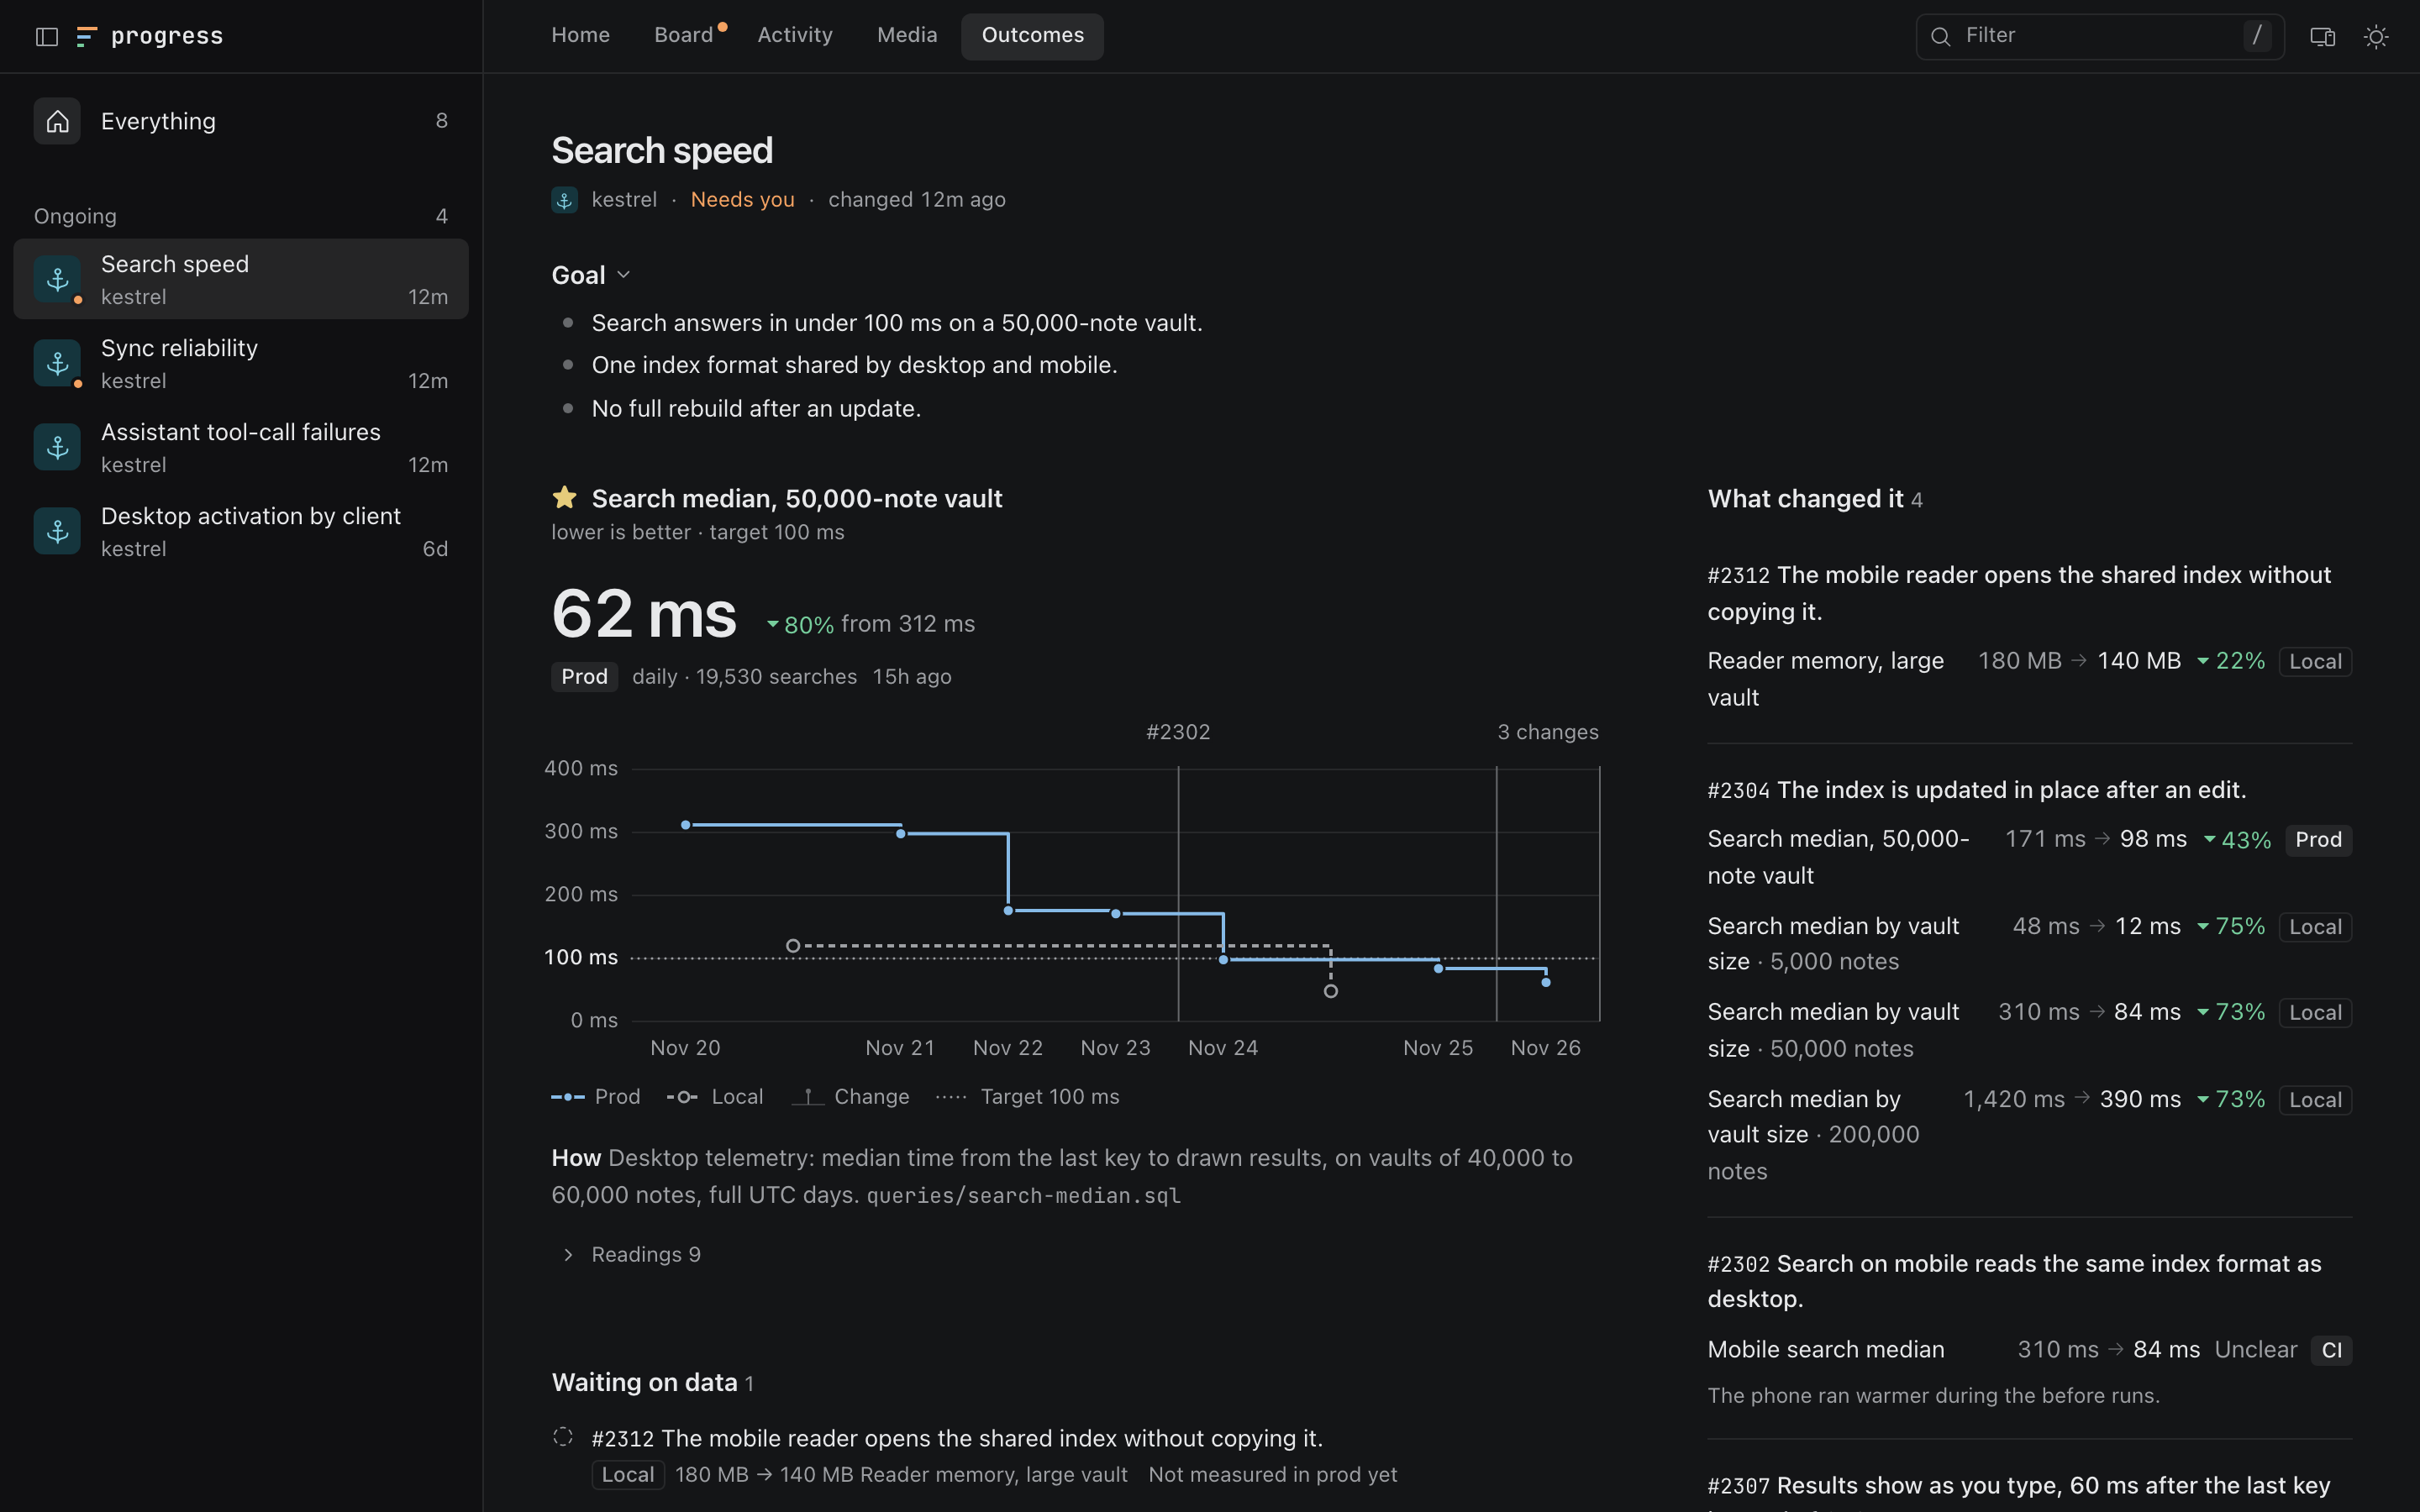 progress
Home
Board
Activity
Media
Outcomes
Filter
/
Everything
8
Ongoing
4
Search speed
kestrel
12m
Sync reliability
kestrel
12m
Assistant tool-call failures
kestrel
12m
Desktop activation by client
kestrel
6d
Search speed
kestrel · Needs you · changed 12m ago
Goal
Search answers in under 100 ms on a 50,000-note vault.
One index format shared by desktop and mobile.
No full rebuild after an update.
Search median, 50,000-note vault
lower is better · target 100 ms
62 ms
80% from 312 ms
Prod daily · 19,530 searches 15h ago
#2302
3 changes
400 ms
300 ms
200 ms
100 ms
0 ms
Nov 20
Nov 21
Nov 22
Nov 23
Nov 24
Nov 25
Nov 26
Prod
Local
Change
Target 100 ms
How Desktop telemetry: median time from the last key to drawn results, on vaults of 40,000 to
60,000 notes, full UTC days. queries/search-median.sql
Readings 9
Waiting on data 1
#2312 The mobile reader opens the shared index without copying it.
Local 180 MB → 140 MB Reader memory, large vault Not measured in prod yet
What changed it 4
#2312 The mobile reader opens the shared index without
copying it.
Reader memory, large 180 MB → 140 MB 22% Local
vault
#2304 The index is updated in place after an edit.
Search median, 50,000- 171 ms → 98 ms 43% Prod
note vault
Search median by vault 48 ms → 12 ms 75% Local
size · 5,000 notes
Search median by vault 310 ms → 84 ms 73% Local
size · 50,000 notes
Search median by 1,420 ms → 390 ms 73% Local
vault size · 200,000
notes
#2302 Search on mobile reads the same index format as
desktop.
Mobile search median 310 ms → 84 ms Unclear CI
The phone ran warmer during the before runs.
#2307 Results show as you type, 60 ms after the last key